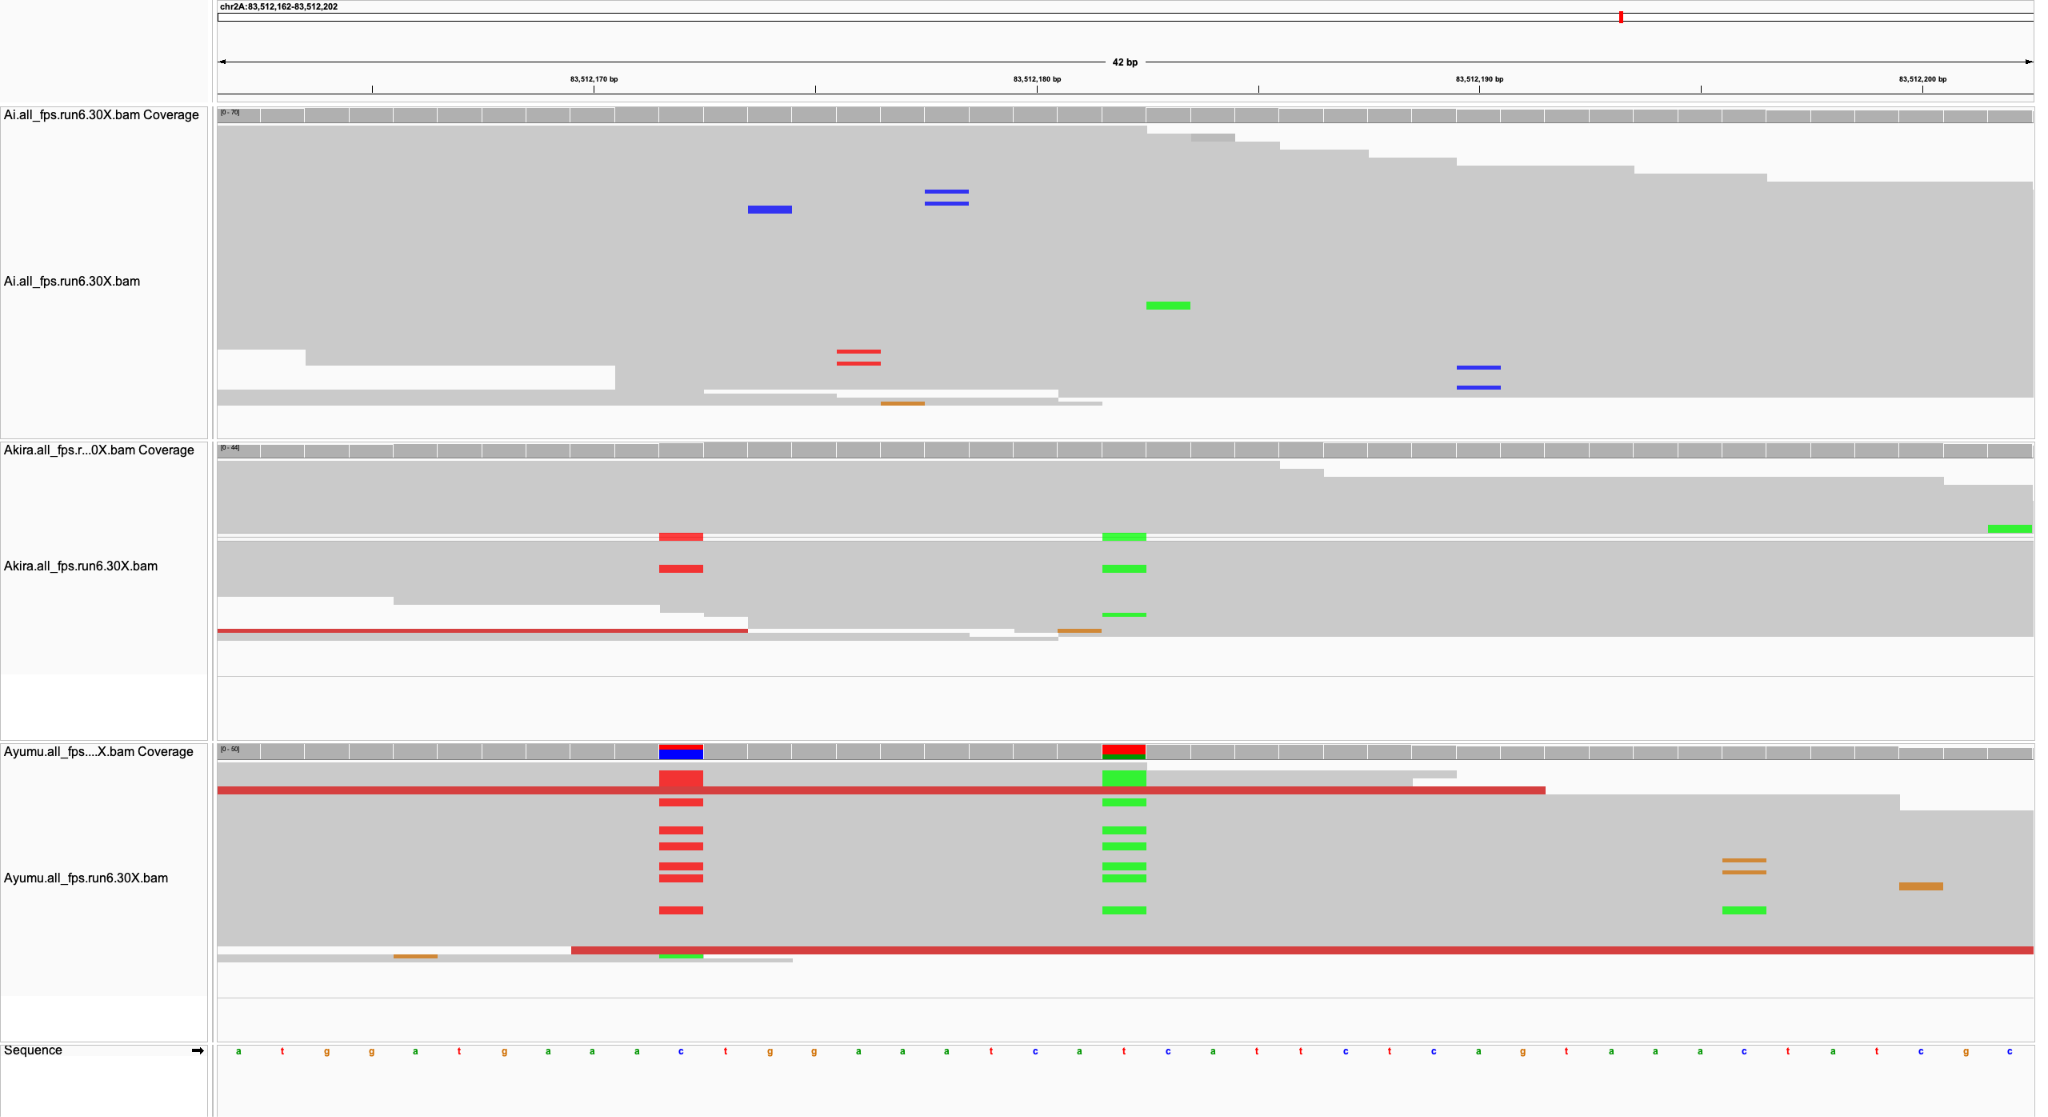 chr2A:83,512,162-83,512,202
42 bp
83,512,170 bp 83,512,180 bp 83,512,190 bp 83,512,200 bp
Ai.all_fps.run6.30X.bam Coverage [0 - 70]
Ai.all_fps.run6.30X.bam
Akira.all_fps.r...0X.bam Coverage [0 - 44]
Akira.all_fps.run6.30X.bam
Ayumu.all_fps....X.bam Coverage [0 - 50]
Ayumu.all_fps.run6.30X.bam
Sequence a t g g a t g a a a c t g g a a a t c a t c a t t c t c a g t a a a c t a t c g c